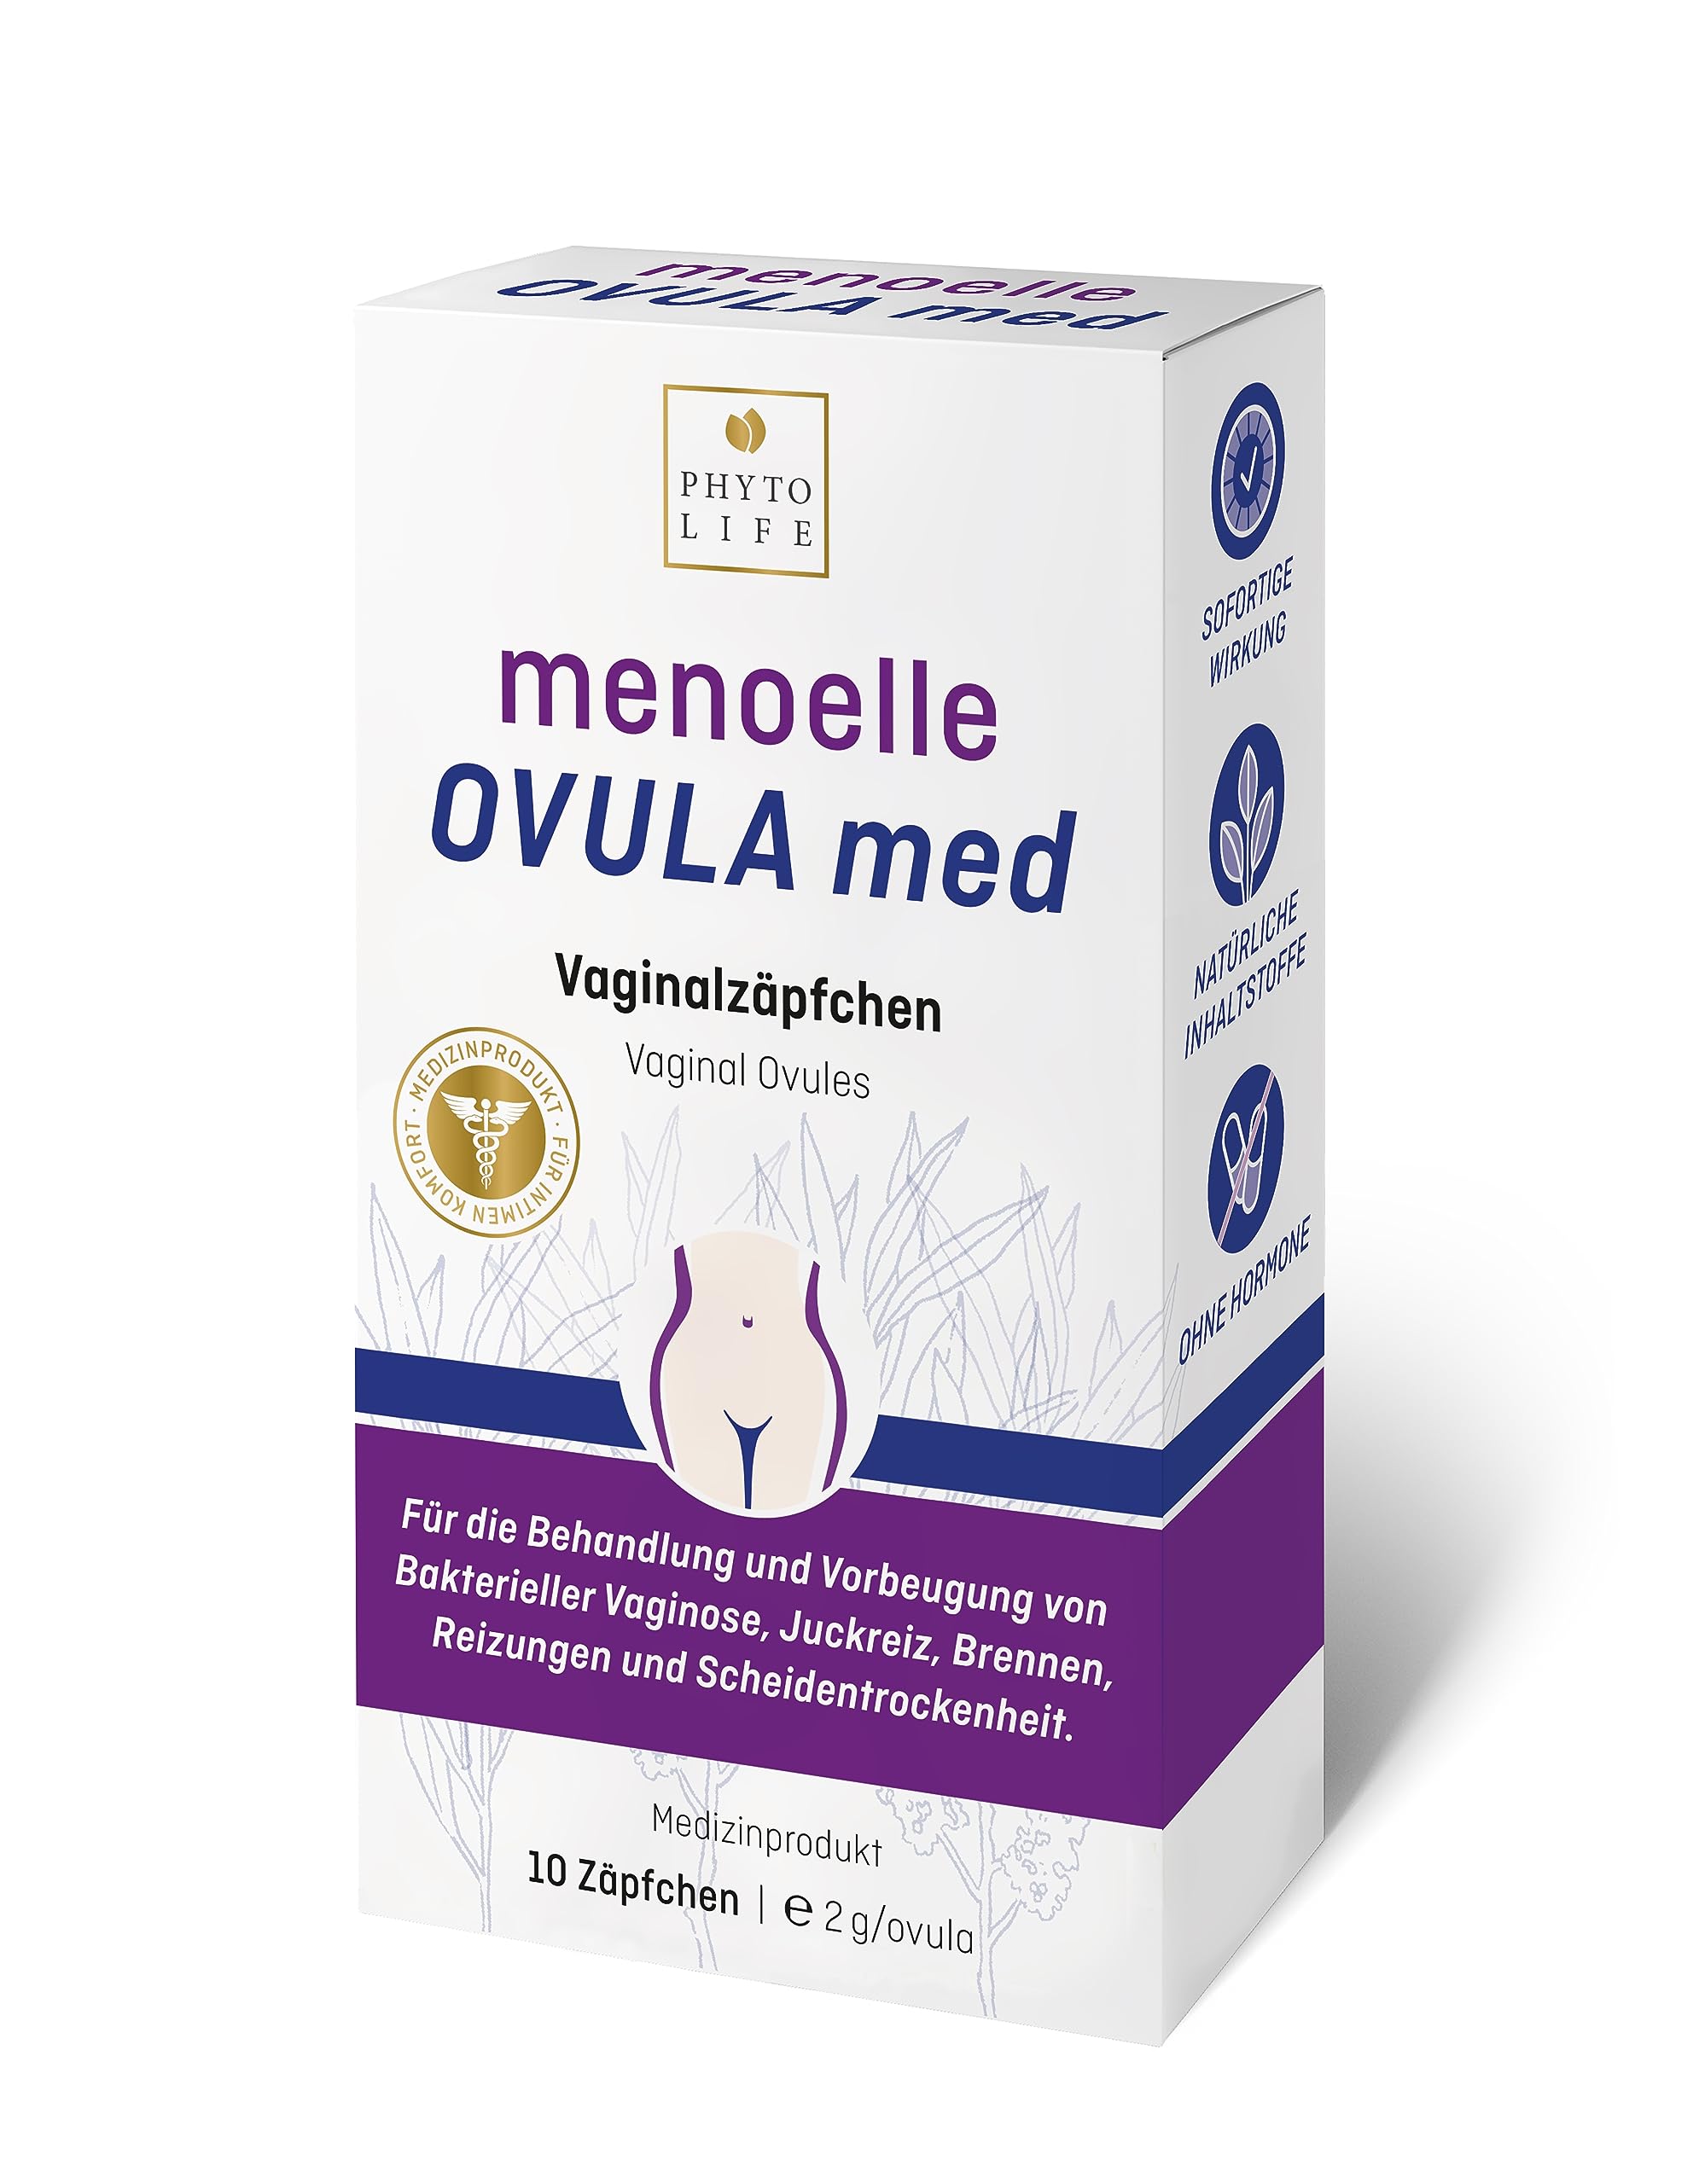 menoelle
OVULA med
PHYTO
LIFE
menoelle
OVULA med
Vaginalzäpfchen
Vaginal Ovules
MEDIZINPRODUKT · FÜR INTIMEN KOMFORT ·
Für die Behandlung und Vorbeugung von
Bakterieller Vaginose, Juckreiz, Brennen,
Reizungen und Scheidentrockenheit.
Medizinprodukt
10 Zäpfchen | ℮ 2 g/ovula
SOFORTIGE
WIRKUNG
NATÜRLICHE
INHALTSTOFFE
OHNE HORMONE